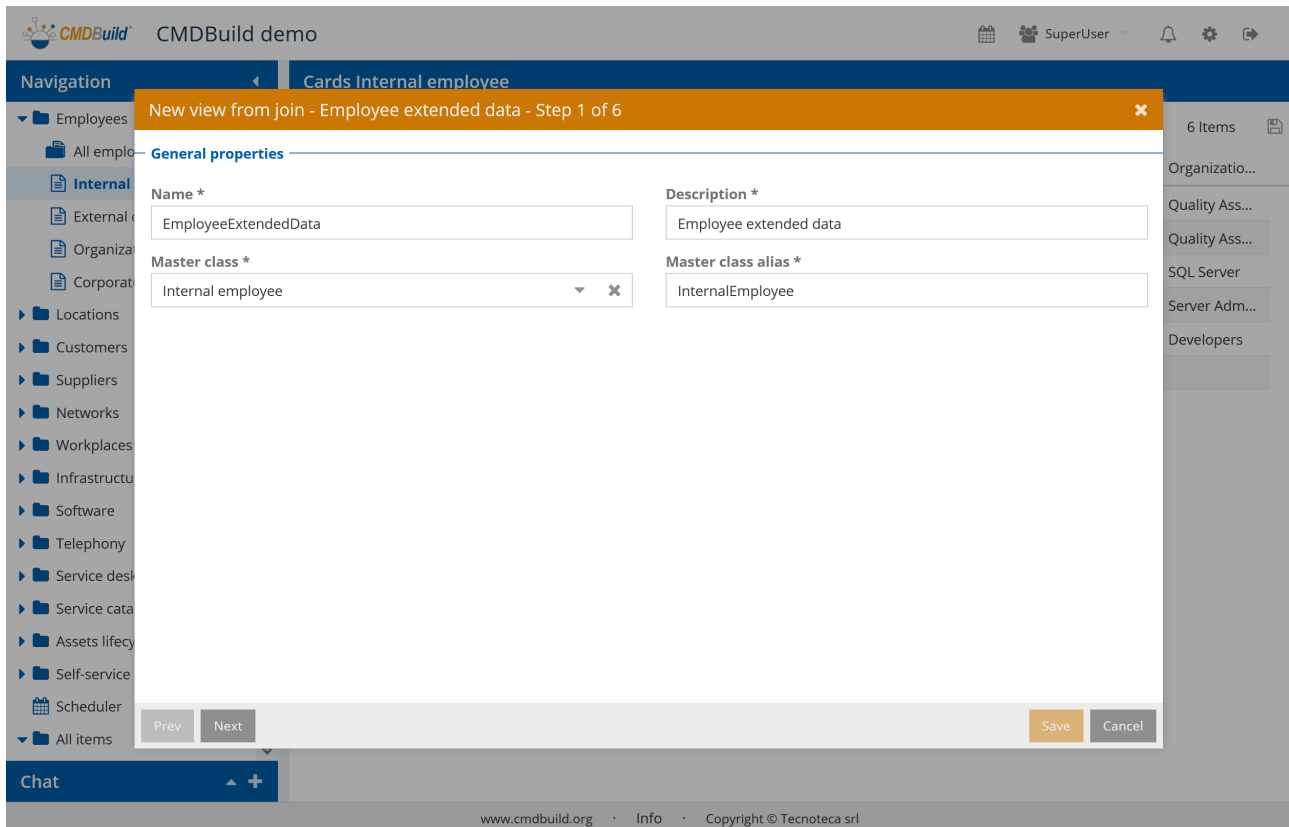 CMDBuild CMDBuild demo SuperUser
Navigation
Cards Internal employee
New view from join - Employee extended data - Step 1 of 6
General properties
Name *
Description *
EmployeeExtendedData
Employee extended data
Master class *
Master class alias *
Internal employee
InternalEmployee
Prev
Next
Save
Cancel
Employees
All emplo
Internal
External e
Organizat
Corporate
Locations
Customers
Suppliers
Networks
Workplaces
Infrastructu
Software
Telephony
Service desk
Service cata
Assets lifecy
Self-service
Scheduler
All items
6 Items
Organizatio...
Quality Ass...
Quality Ass...
SQL Server
Server Adm...
Developers
Chat
www.cmdbuild.org · Info · Copyright © Tecnoteca srl